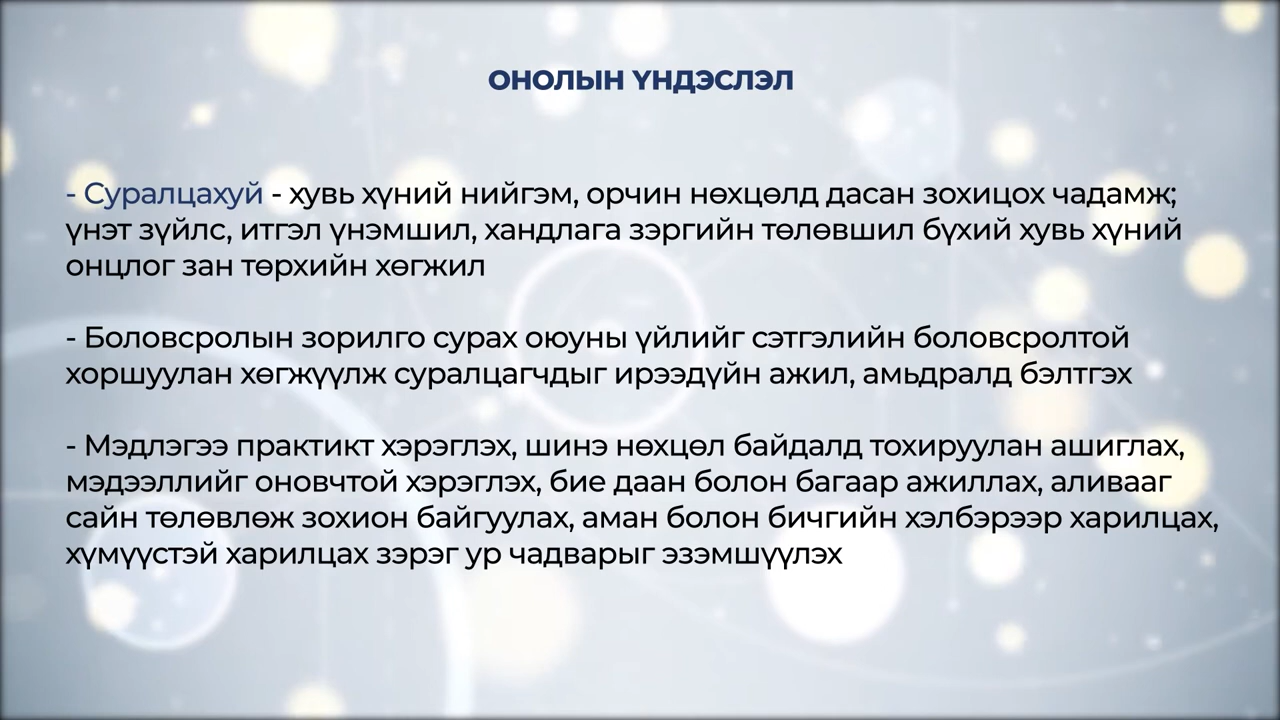 ОНОЛЫН ҮНДЭСЛЭЛ
- Суралцахуй - хувь хүний нийгэм, орчин нөхцөлд дасан зохицох чадамж;
үнэт зүйлс, итгэл үнэмшил, хандлага зэргийн төлөвшил бүхий хувь хүний
онцлог зан төрхийн хөгжил
- Боловсролын зорилго сурах оюуны үйлийг сэтгэлийн боловсролтой
хоршуулан хөгжүүлж суралцагчдыг ирээдүйн ажил, амьдралд бэлтгэх
- Мэдлэгээ практикт хэрэглэх, шинэ нөхцөл байдалд тохируулан ашиглах,
мэдээллийг оновчтой хэрэглэх, бие даан болон багаар ажиллах, аливааг
сайн төлөвлөж зохион байгуулах, аман болон бичгийн хэлбэрээр харилцах,
хүмүүстэй харилцах зэрэг ур чадварыг эзэмшүүлэх